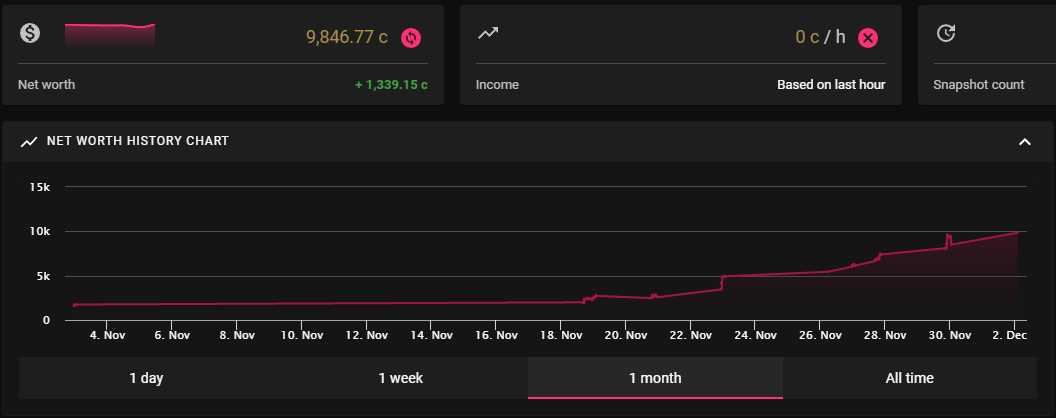 9,846.77 c
Net worth
+ 1,339.15 c
0 c / h
Income
Based on last hour
Snapshot count
NET WORTH HISTORY CHART
15k
10k
5k
0
4. Nov 6. Nov 8. Nov 10. Nov 12. Nov 14. Nov 16. Nov 18. Nov 20. Nov 22. Nov 24. Nov 26. Nov 28. Nov 30. Nov 2. Dec
1 day 1 week 1 month All time